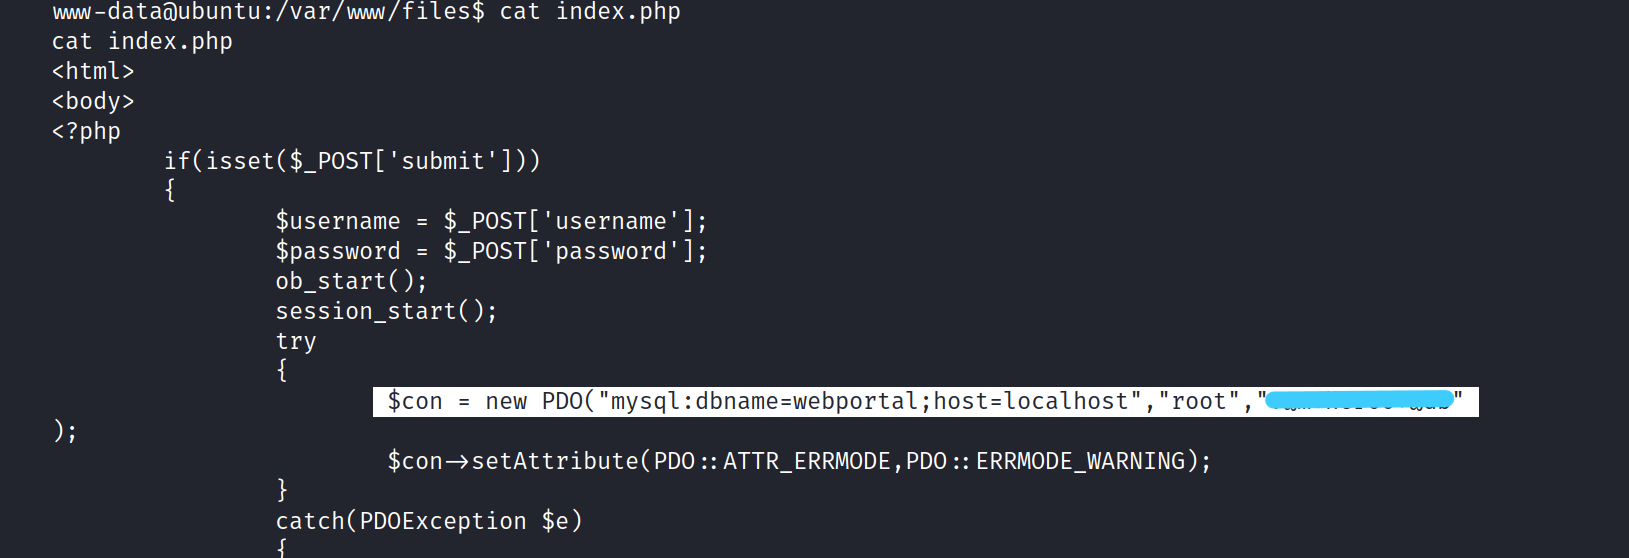 www-data@ubuntu:/var/www/files$ cat index.php
cat index.php
<html>
<body>
<?php
if(isset($_POST['submit']))
{
$username = $_POST['username'];
$password = $_POST['password'];
ob_start();
session_start();
try
{
$con = new PDO("mysql:dbname=webportal;host=localhost","root",""
);
$con->setAttribute(PDO::ATTR_ERRMODE,PDO::ERRMODE_WARNING);
}
catch(PDOException $e)
{